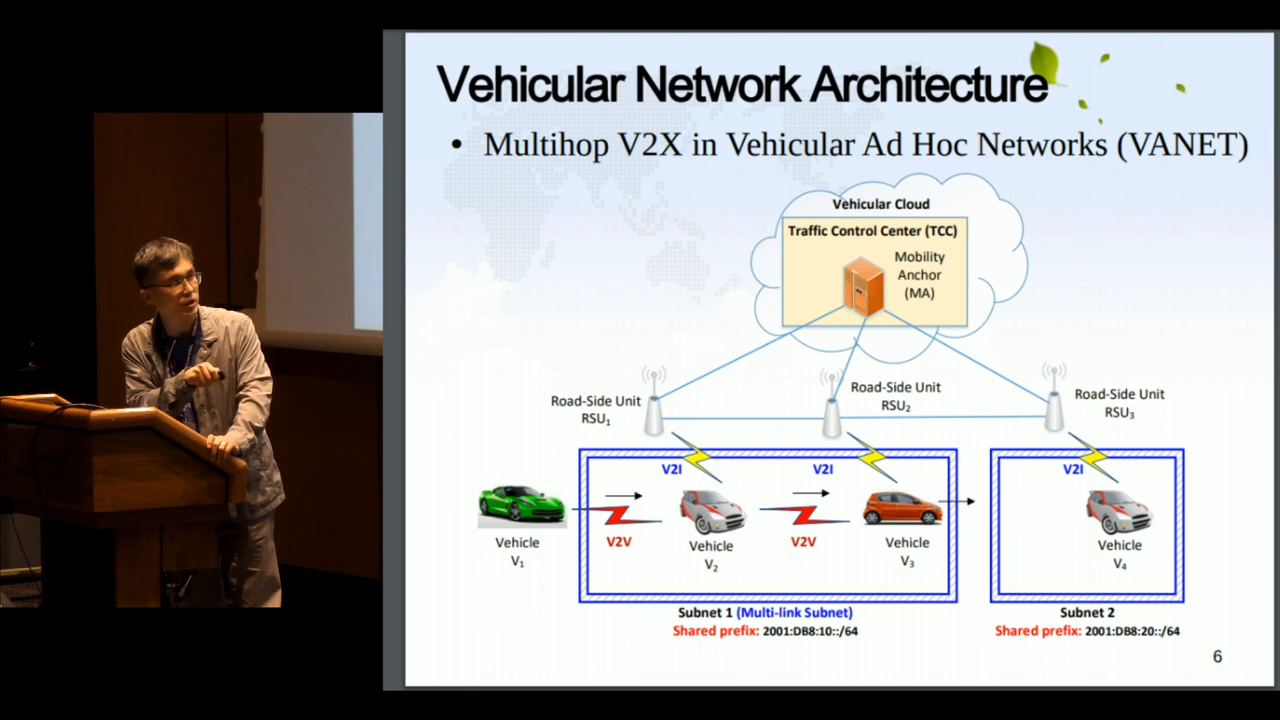 Vehicular Network Architecture
• Multihop V2X in Vehicular Ad Hoc Networks (VANET)
Vehicular Cloud
Traffic Control Center (TCC)
Mobility
Anchor
(MA)
Road-Side Unit
RSU1
Road-Side Unit
RSU2
Road-Side Unit
RSU3
V2I
V2I
V2I
V2V
V2V
Vehicle
V1
Vehicle
V2
Vehicle
V3
Vehicle
V4
Subnet 1 (Multi-link Subnet)
Shared prefix: 2001:DB8:10::/64
Subnet 2
Shared prefix: 2001:DB8:20::/64
6